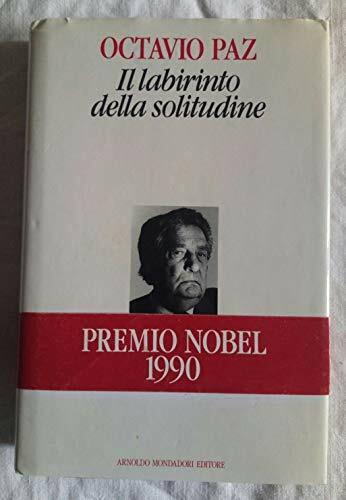 OCTAVIO PAZ
Il labirinto
della solitudine
PREMIO NOBEL
1990
ARNOLDO MONDADORI EDITORE